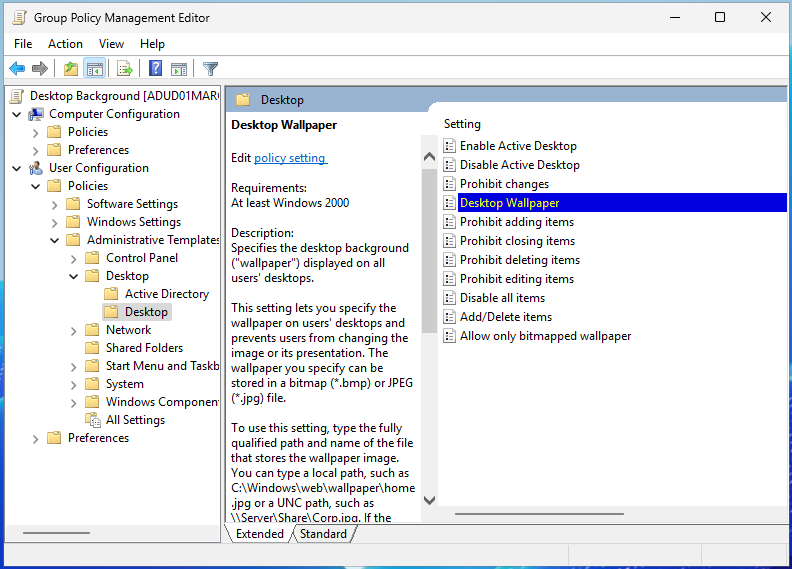 Group Policy Management Editor
File Action View Help
Desktop Background [ADUD01MAR
Computer Configuration
Policies
Preferences
User Configuration
Policies
Software Settings
Windows Settings
Administrative Templates
Control Panel
Desktop
Active Directory
Desktop
Network
Shared Folders
Start Menu and Taskb
System
Windows Componen
All Settings
Preferences
Desktop
Desktop Wallpaper
Edit policy setting
Requirements:
At least Windows 2000
Description:
Specifies the desktop background
("wallpaper") displayed on all
users' desktops.
This setting lets you specify the
wallpaper on users' desktops and
prevents users from changing the
image or its presentation. The
wallpaper you specify can be
stored in a bitmap (*.bmp) or JPEG
(*.jpg) file.
To use this setting, type the fully
qualified path and name of the file
that stores the wallpaper image.
You can type a local path, such as
C:\Windows\web\wallpaper\home
.jpg or a UNC path, such as
\\Server\Share\Corp.jpg. If the
Setting
Enable Active Desktop
Disable Active Desktop
Prohibit changes
Desktop Wallpaper
Prohibit adding items
Prohibit closing items
Prohibit deleting items
Prohibit editing items
Disable all items
Add/Delete items
Allow only bitmapped wallpaper
Extended Standard